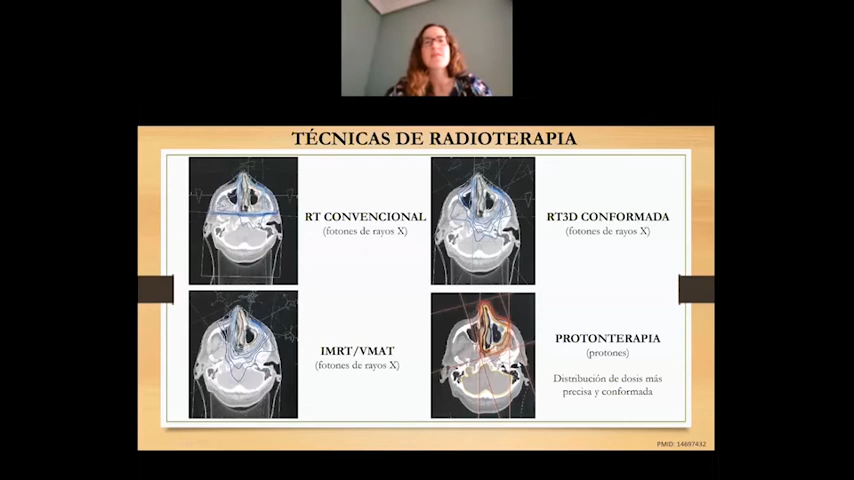 TÉCNICAS DE RADIOTERAPIA
RT CONVENCIONAL
(fotones de rayos X)
RT3D CONFORMADA
(fotones de rayos X)
IMRT/VMAT
(fotones de rayos X)
PROTONTERAPIA
(protones)
Distribución de dosis más
precisa y conformada
PMID: 14697432